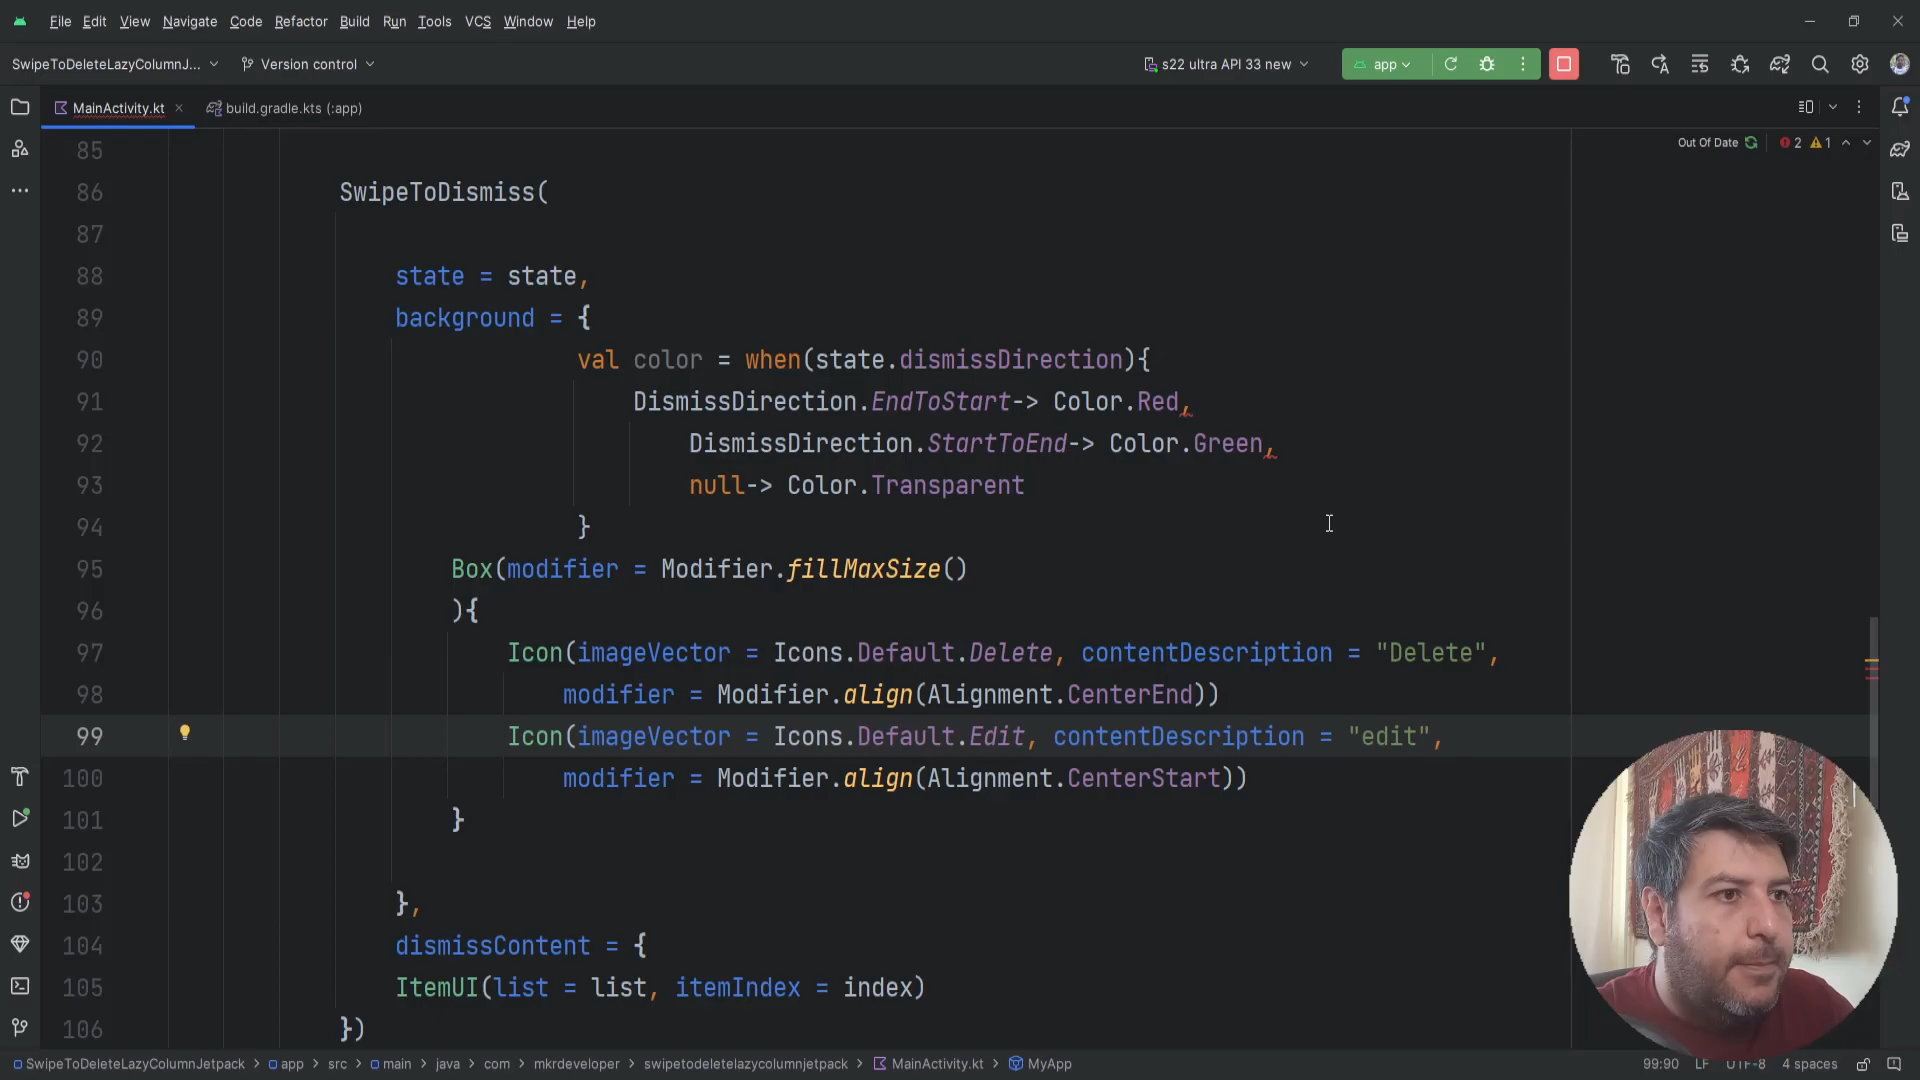 File Edit View Navigate Code Refactor Build Run Tools VCS Window Help
SwipeToDeleteLazyColumnJ... Version control s22 ultra API 33 new app
MainActivity.kt build.gradle.kts (:app)
Out Of Date 2 1
85
86 SwipeToDismiss(
87
88 state = state,
89 background = {
90 val color = when(state.dismissDirection){
91 DismissDirection.EndToStart-> Color.Red,
92 DismissDirection.StartToEnd-> Color.Green,
93 null-> Color.Transparent
94 }
95 Box(modifier = Modifier.fillMaxSize()
96 ){
97 Icon(imageVector = Icons.Default.Delete, contentDescription = "Delete",
98 modifier = Modifier.align(Alignment.CenterEnd))
99 Icon(imageVector = Icons.Default.Edit, contentDescription = "edit",
100 modifier = Modifier.align(Alignment.CenterStart))
101 }
102
103 },
104 dismissContent = {
105 ItemUI(list = list, itemIndex = index)
106 })
SwipeToDeleteLazyColumnJetpack > app > src > main > java > com > mkrdeveloper > swipetodeletelazycolumnjetpack > MainActivity.kt > MyApp 99:90 LF UTF-8 4 spaces